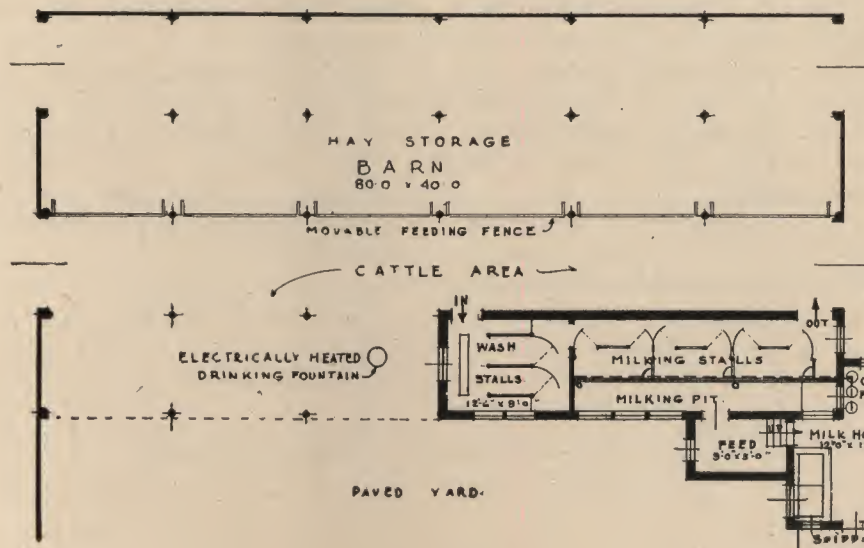 HAY STORAGE
BARN
80'-0 x 40'-0
MOVABLE FEEDING FENCE
CATTLE AREA
IN
OUT
ELECTRICALLY HEATED
DRINKING FOUNTAIN
WASH
STALLS
MILKING STALLS
MILKING PIT.
FEED
MILK
PAVED YARD.